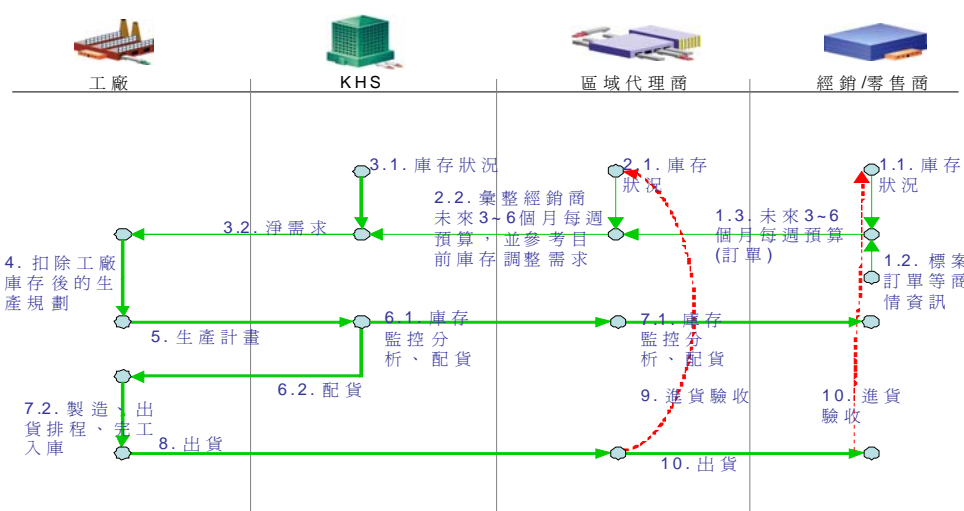 工廠
KHS
區域代理商
經銷/零售商
3.1. 庫存狀況
2.1. 庫存
狀況
1.1. 庫存
狀況
2.2. 彙整經銷商
未來3~6個月每週
預算，並參考目
前庫存調整需求
1.3. 未來3~6
個月每週預算
(訂單)
3.2. 淨需求
1.2. 標案
訂單等商
情資訊
4. 扣除工廠
庫存後的生
產規劃
5. 生產計畫
6.1. 庫存
監控分
析、配貨
7.1. 庫存
監控分
析、配貨
6.2. 配貨
9. 進貨驗收
10. 進貨
驗收
7.2. 製造、出
貨排程、完工
入庫
8. 出貨
10. 出貨